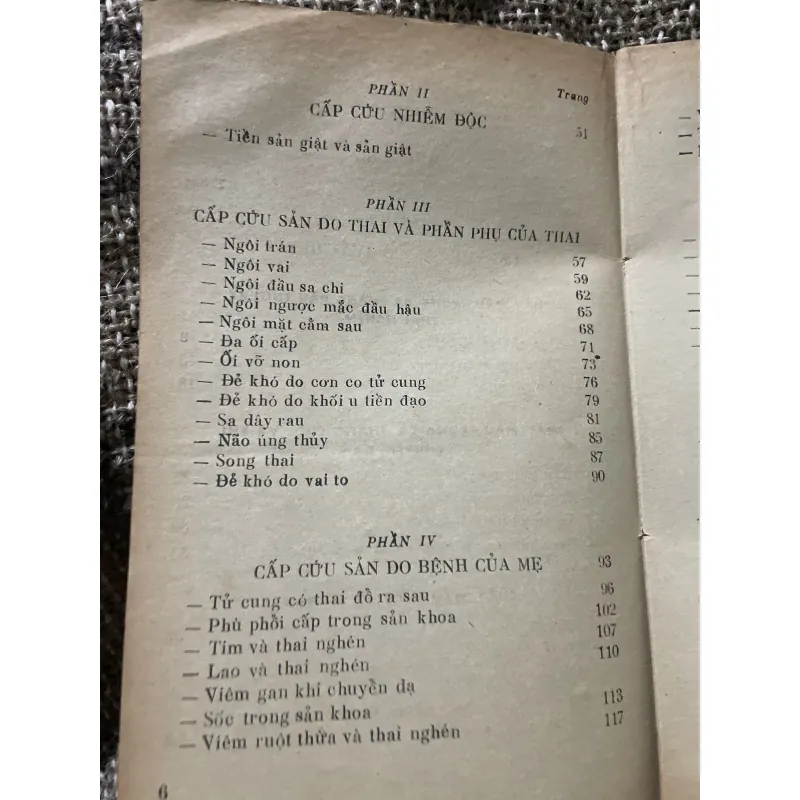 PHẦN II
Trang
CẤP CỨU NHIỄM ĐỘC
— Tiền sản giật và sản giật 51
PHẦN III
CẤP CỨU SẢN DO THAI VÀ PHẦN PHỤ CỦA THAI
— Ngôi trán 57
— Ngôi vai 59
— Ngôi đầu sa chi 62
— Ngôi ngược mắc đầu hậu 65
— Ngôi mặt cằm sau 68
— Đa ối cấp 71
— Ối vỡ non 73
— Đẻ khó do cơn co tử cung 76
— Đẻ khó do khối u tiền đạo 79
— Sa dây rau 81
— Não úng thủy 85
— Song thai 87
— Đẻ khó do vai to 90
PHẦN IV
CẤP CỨU SẢN DO BỆNH CỦA MẸ
— Tử cung có thai đổ ra sau 93
— Phù phổi cấp trong sản khoa 96
— Tim và thai nghén 102
— Lao và thai nghén 107
— Viêm gan khi chuyển dạ 110
— Sốc trong sản khoa 113
— Viêm ruột thừa và thai nghén 117
6